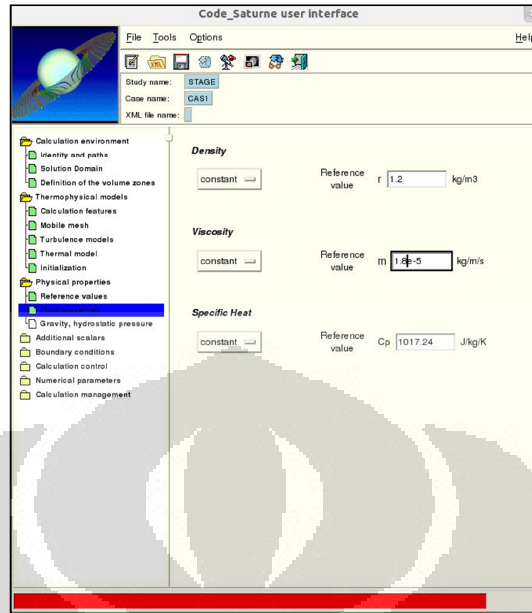 Code_Saturne user interface
File Tools Options Help
Study name: STAGE
Case name: CAS1
XML file name:
Calculation environment
Identity and paths
Solution Domain
Definition of the volume zones
Thermophysical models
Calculation features
Mobile mesh
Turbulence models
Thermal model
Initialization
Physical properties
Reference values
Gravity, hydrostatic pressure
Additional scalars
Boundary conditions
Calculation control
Numerical parameters
Calculation management
Density
constant Reference value r 1.2 kg/m3
Viscosity
constant Reference value m 1.8e-5 kg/m/s
Specific Heat
constant Reference value Cp 1017.24 J/kg/K